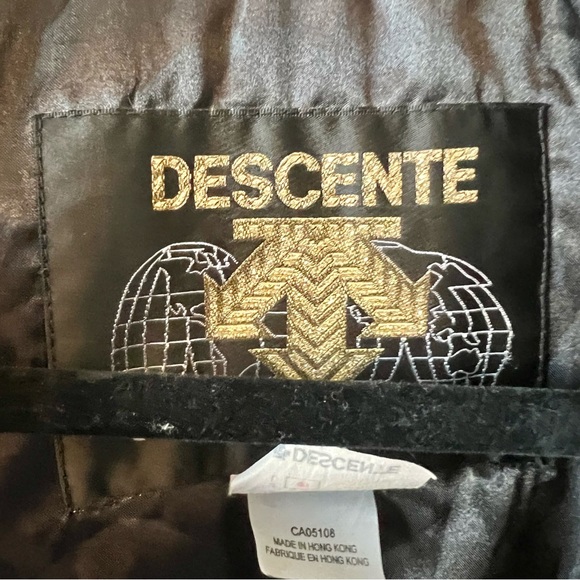 DESCENTE
DESCENTE
CA05108
MADE IN HONG KONG
FABRIQUE EN HONG KONG